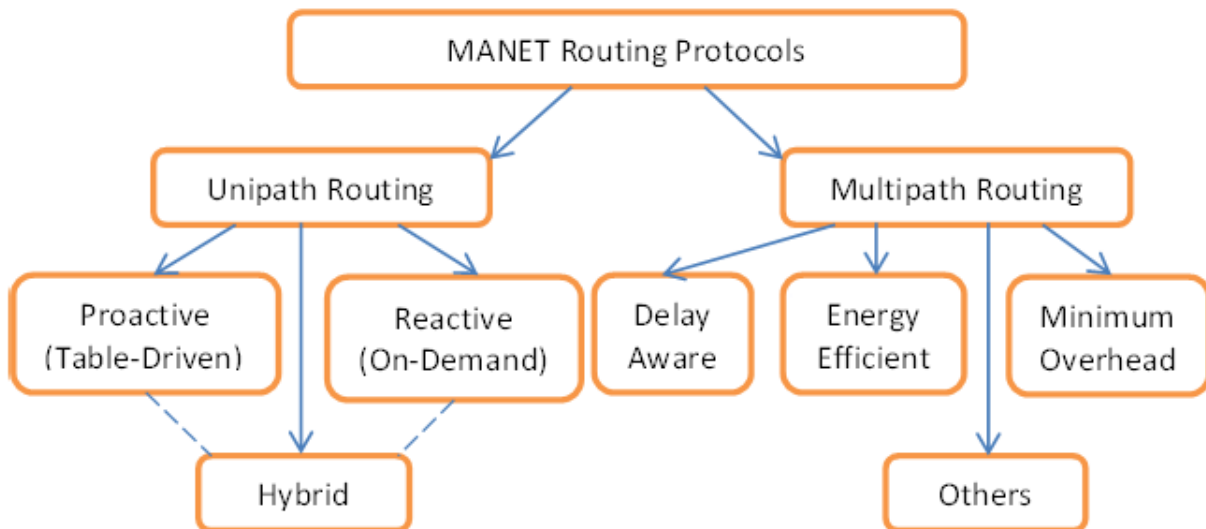 MANET Routing Protocols
Unipath Routing
Multipath Routing
Proactive
(Table-Driven)
Reactive
(On-Demand)
Delay
Aware
Energy
Efficient
Minimum
Overhead
Hybrid
Others